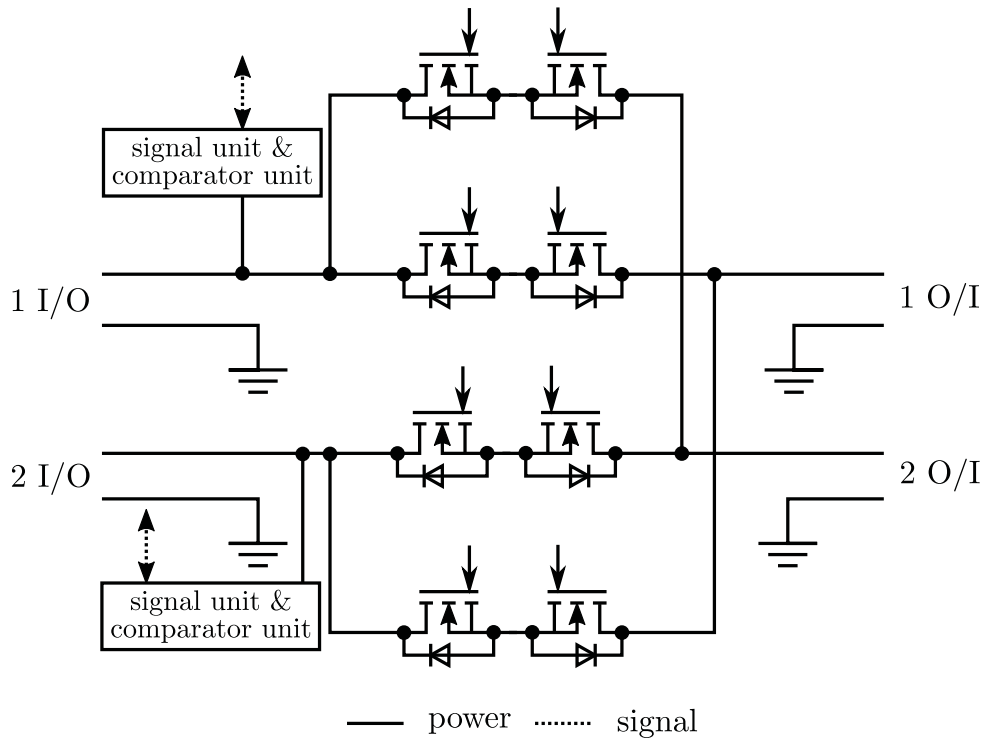 signal unit &
comparator unit
1 I/O
1 O/I
2 I/O
2 O/I
signal unit &
comparator unit
power
signal